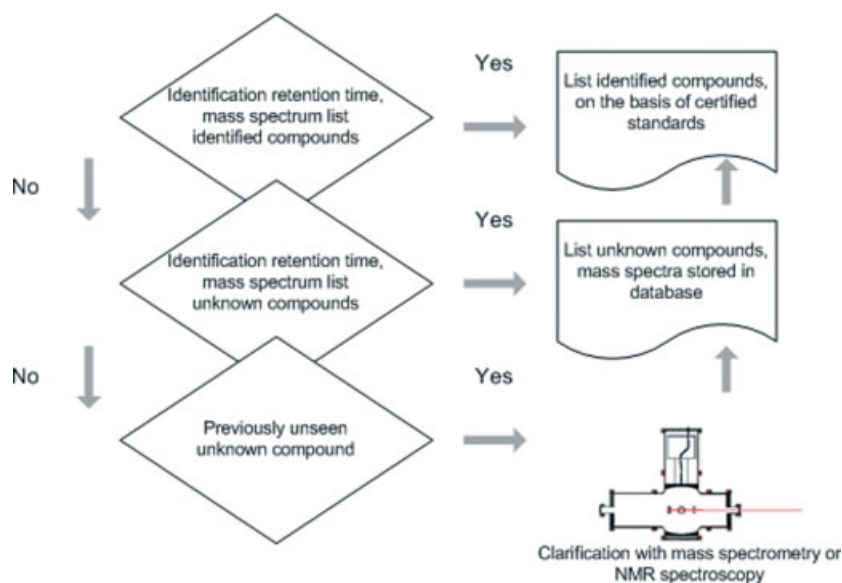 Identification retention time,
mass spectrum list
identified compounds
Yes
List identified compounds,
on the basis of certified
standards
No
Identification retention time,
mass spectrum list
unknown compounds
Yes
List unknown compounds,
mass spectra stored in
database
No
Previously unseen
unknown compound
Yes
Clarification with mass spectrometry or
NMR spectroscopy